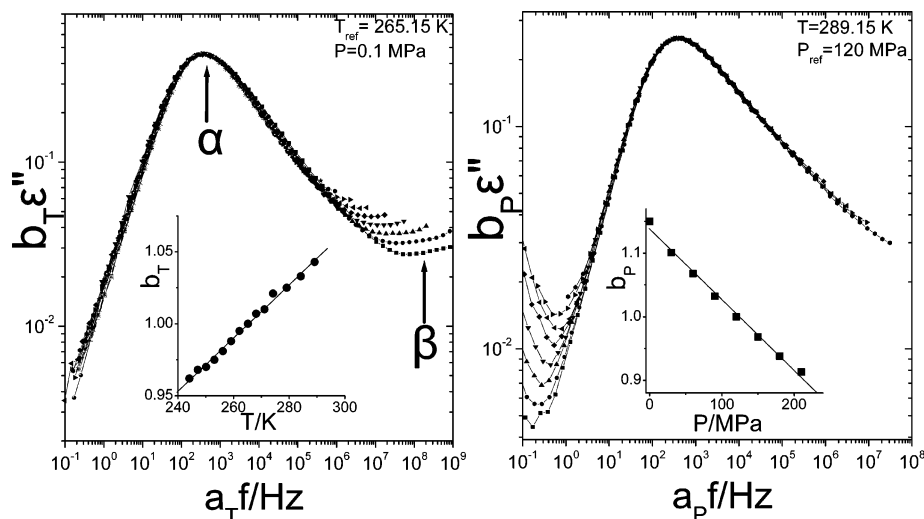 T_ref= 265.15 K
P=0.1 MPa
α
β
b_Tε"
10^-1
10^-2
10^-1 10^0 10^1 10^2 10^3 10^4 10^5 10^6 10^7 10^8 10^9
a_Tf/Hz
b_T
1.05
1.00
0.95
240 260 280 300
T/K
T=289.15 K
P_ref=120 MPa
b_Pε"
10^-1
10^-2
10^-1 10^0 10^1 10^2 10^3 10^4 10^5 10^6 10^7 10^8
a_Pf/Hz
b_P
1.1
1.0
0.9
0 100 200
P/MPa